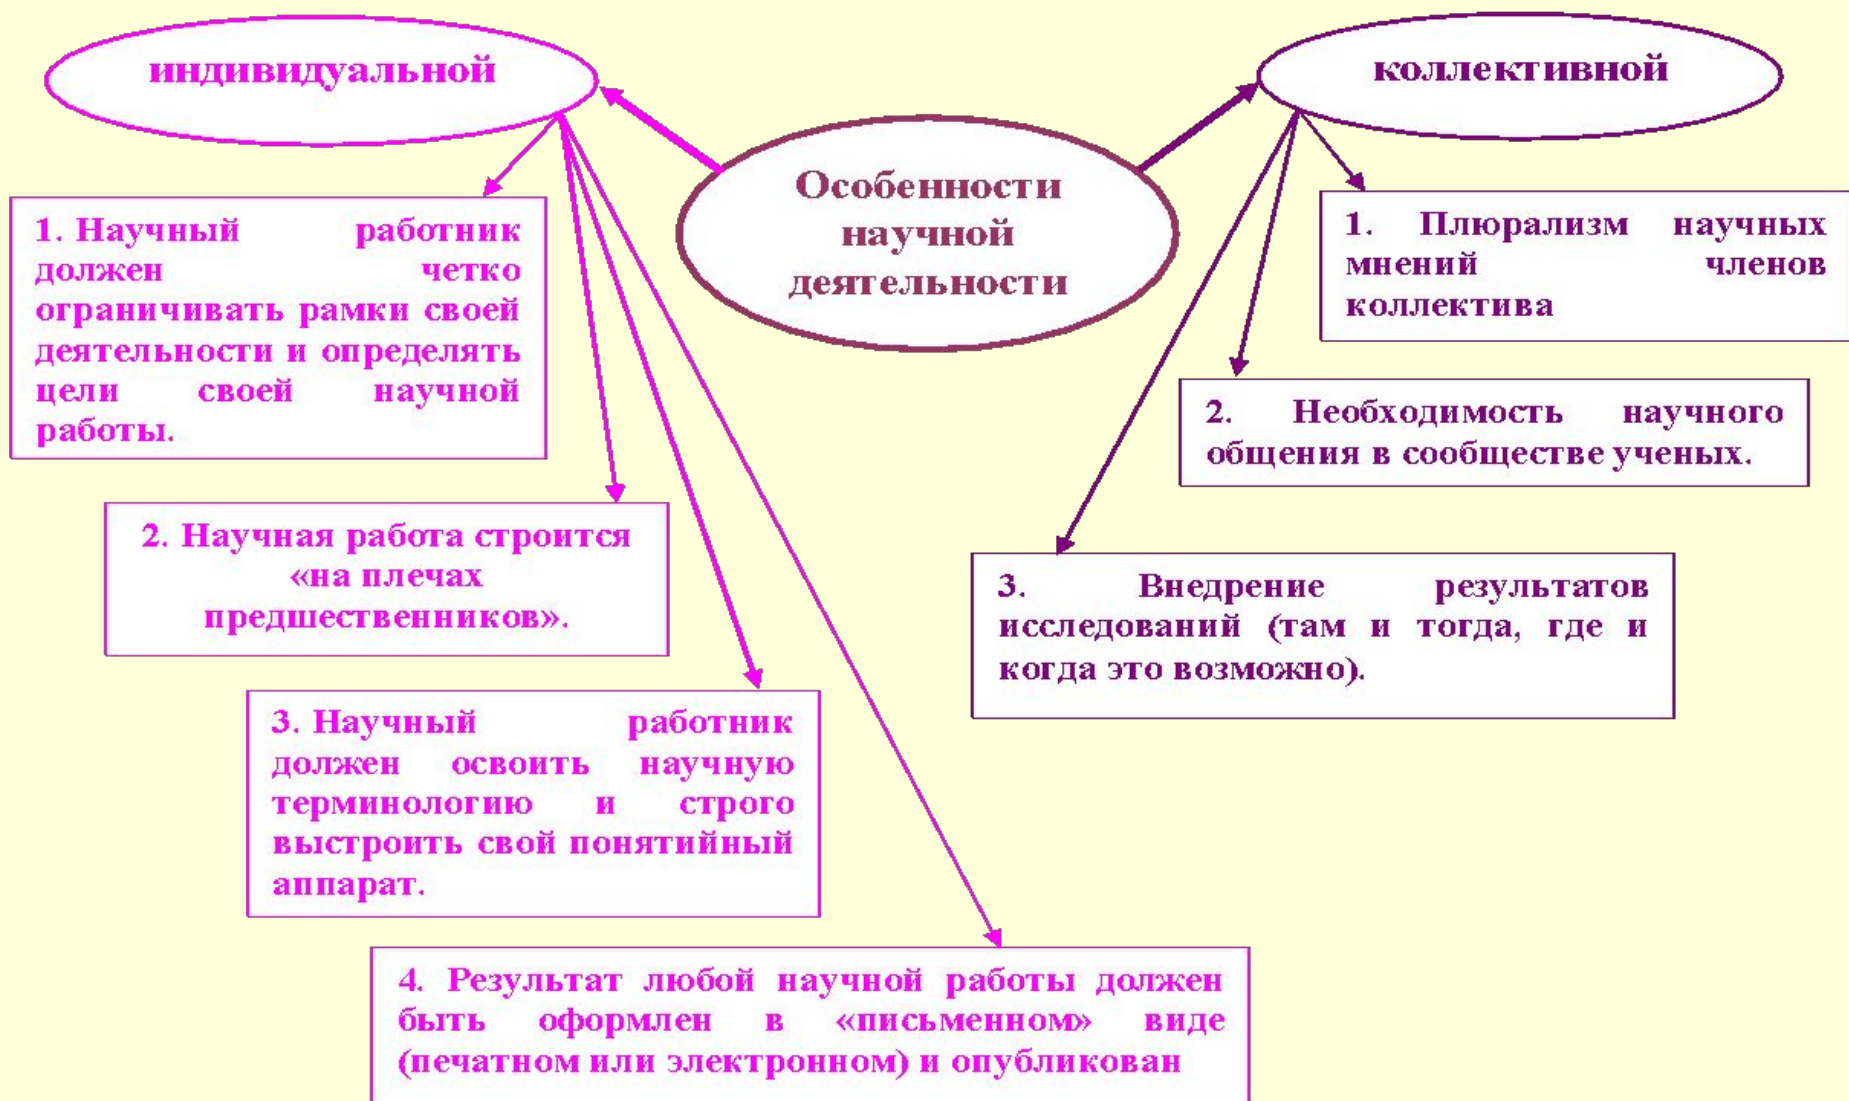 индивидуальной
коллективной
Особенности
научной
деятельности
1. Научный работник
должен четко
ограничивать рамки своей
деятельности и определять
цели своей научной
работы.
2. Научная работа строится
«на плечах
предшественников».
3. Научный работник
должен освоить научную
терминологию и строго
выстроить свой понятийный
аппарат.
4. Результат любой научной работы должен
быть оформлен в «письменном» виде
(печатном или электронном) и опубликован
1. Плюрализм научных
мнений членов
коллектива
2. Необходимость научного
общения в сообществе ученых.
3. Внедрение результатов
исследований (там и тогда, где и
когда это возможно).